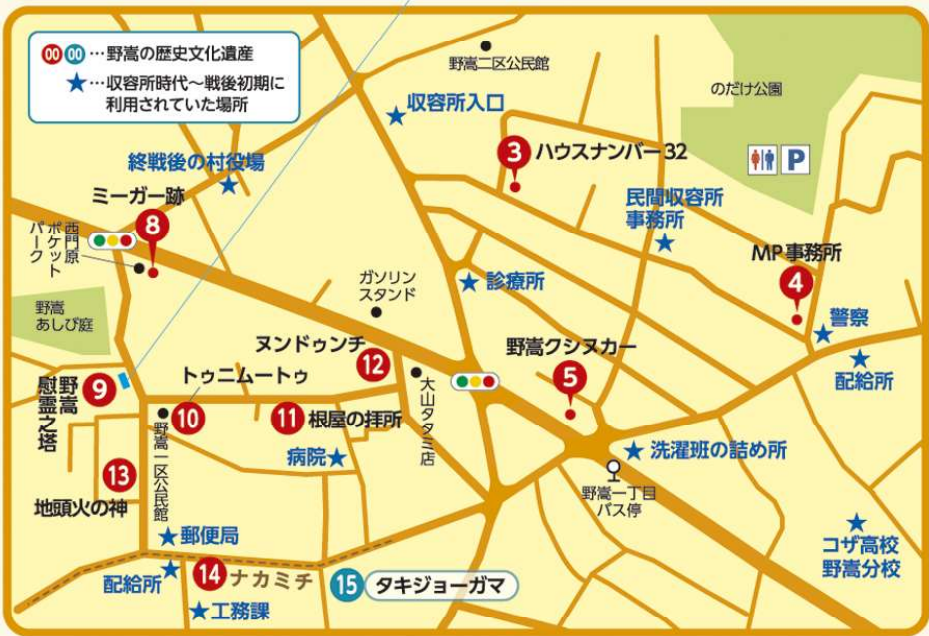 00 00 …野嵩の歴史文化遺産
★…収容所時代～戦後初期に
利用されていた場所
野嵩二区公民館
のだけ公園
収容所入口
3 ハウスナンバー32
P
終戦後の村役場
民間収容所
事務所
ミーガー跡
8
西門原
ポケット
パーク
MP事務所
4
ガソリン
スタンド
診療所
野嵩
あしび庭
警察
ヌンドゥンチ
12
野嵩クシヌカー
5
配給所
トゥニムートゥ
10
大山タタミ店
野嵩
慰霊之塔
9
11 根屋の拝所
野嵩一区公民館
病院
洗濯班の詰め所
13
地頭火の神
野嵩一丁目
バス停
郵便局
コザ高校
野嵩分校
配給所
14 ナカミチ
15 タキジョーガマ
工務課